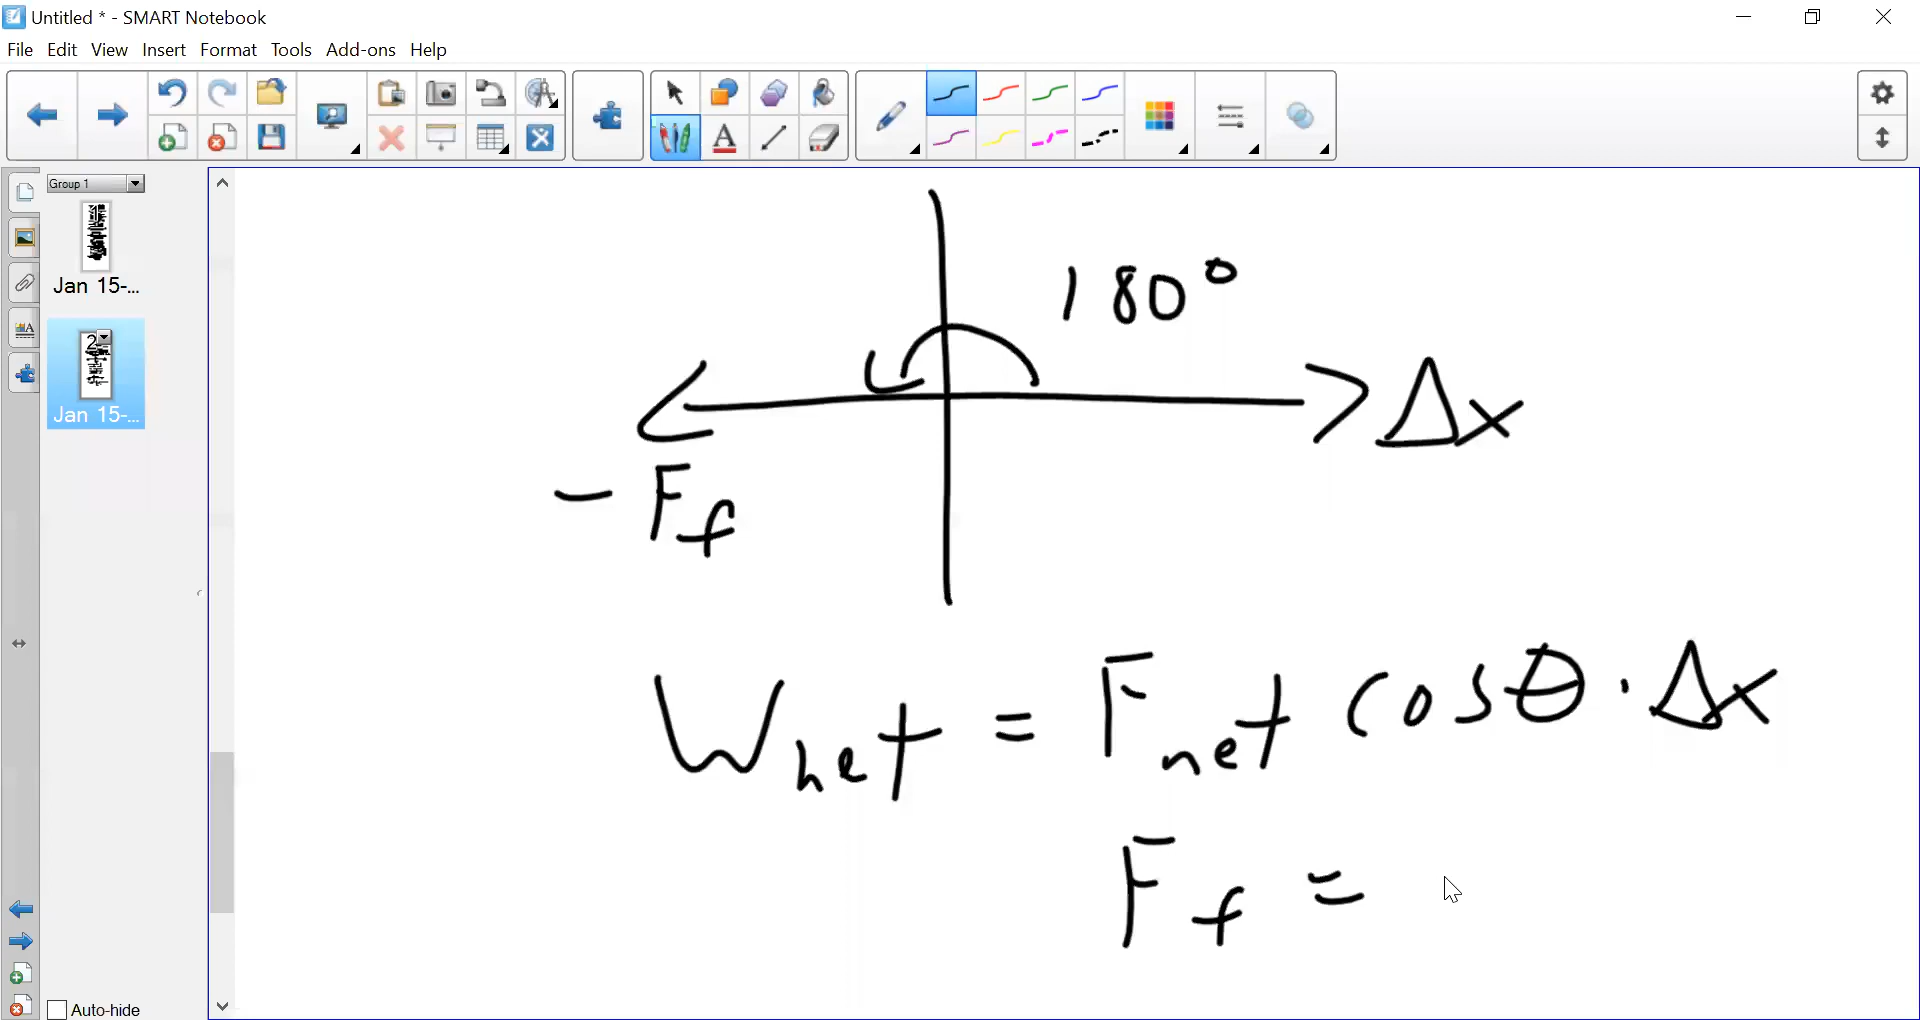 Untitled * - SMART Notebook
File Edit View Insert Format Tools Add-ons Help
Group 1
Jan 15-...
2
Jan 15-...
180°
Δx
- Ff
Wnet = Fnet cosθ · Δx
Ff =
Auto-hide